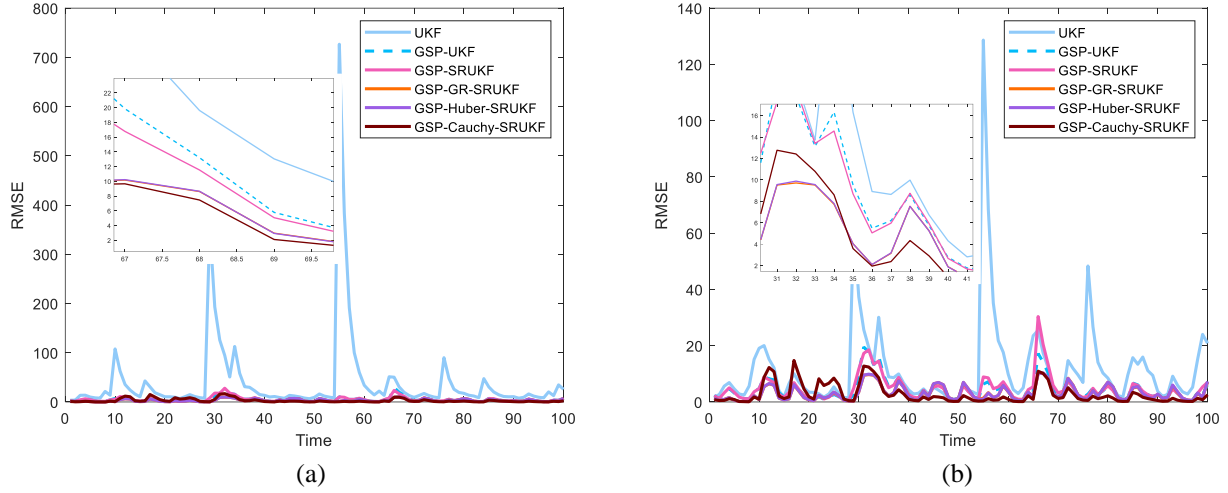 800
700
600
500
400
300
200
100
0
RMSE
UKF
GSP-UKF
GSP-SRUKF
GSP-GR-SRUKF
GSP-Huber-SRUKF
GSP-Cauchy-SRUKF
22
20
18
16
14
12
10
8
6
4
2
67 67.5 68 68.5 69 69.5
0 10 20 30 40 50 60 70 80 90 100
Time
(a)
140
120
100
80
60
40
20
0
RMSE
UKF
GSP-UKF
GSP-SRUKF
GSP-GR-SRUKF
GSP-Huber-SRUKF
GSP-Cauchy-SRUKF
16
14
12
10
8
6
4
2
31 32 33 34 35 36 37 38 39 40 41
0 10 20 30 40 50 60 70 80 90 100
Time
(b)